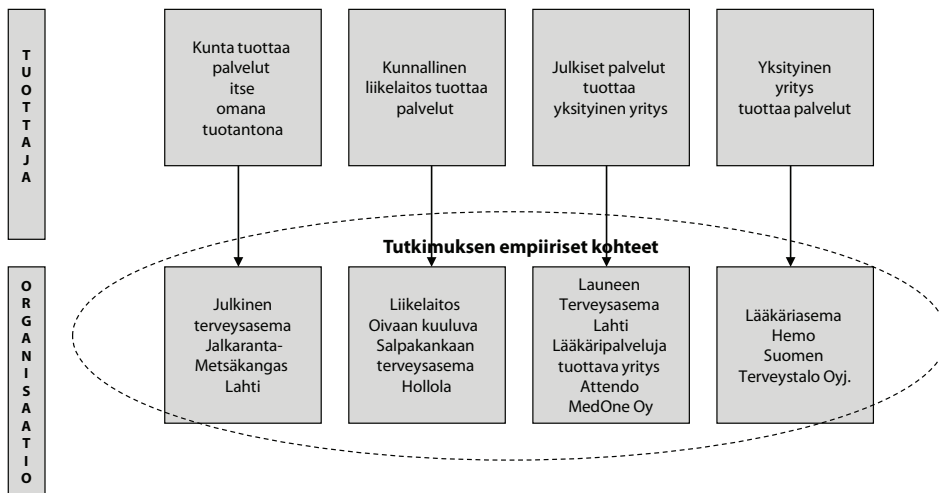 TUOTTAJA
Kunta tuottaa
palvelut
itse
omana
tuotantona
Kunnallinen
liikelaitos tuottaa
palvelut
Julkiset palvelut
tuottaa
yksityinen yritys
Yksityinen
yritys
tuottaa palvelut
Tutkimuksen empiiriset kohteet
ORGANISAATIO
Julkinen
terveysasema
Jalkaranta-
Metsäkangas
Lahti
Liikelaitos
Oivaan kuuluva
Salpakankaan
terveysasema
Hollola
Launeen
Terveysasema
Lahti
Lääkäripalveluja
tuottava yritys
Attendo
MedOne Oy
Lääkäriasema
Hemo
Suomen
Terveystalo Oyj.